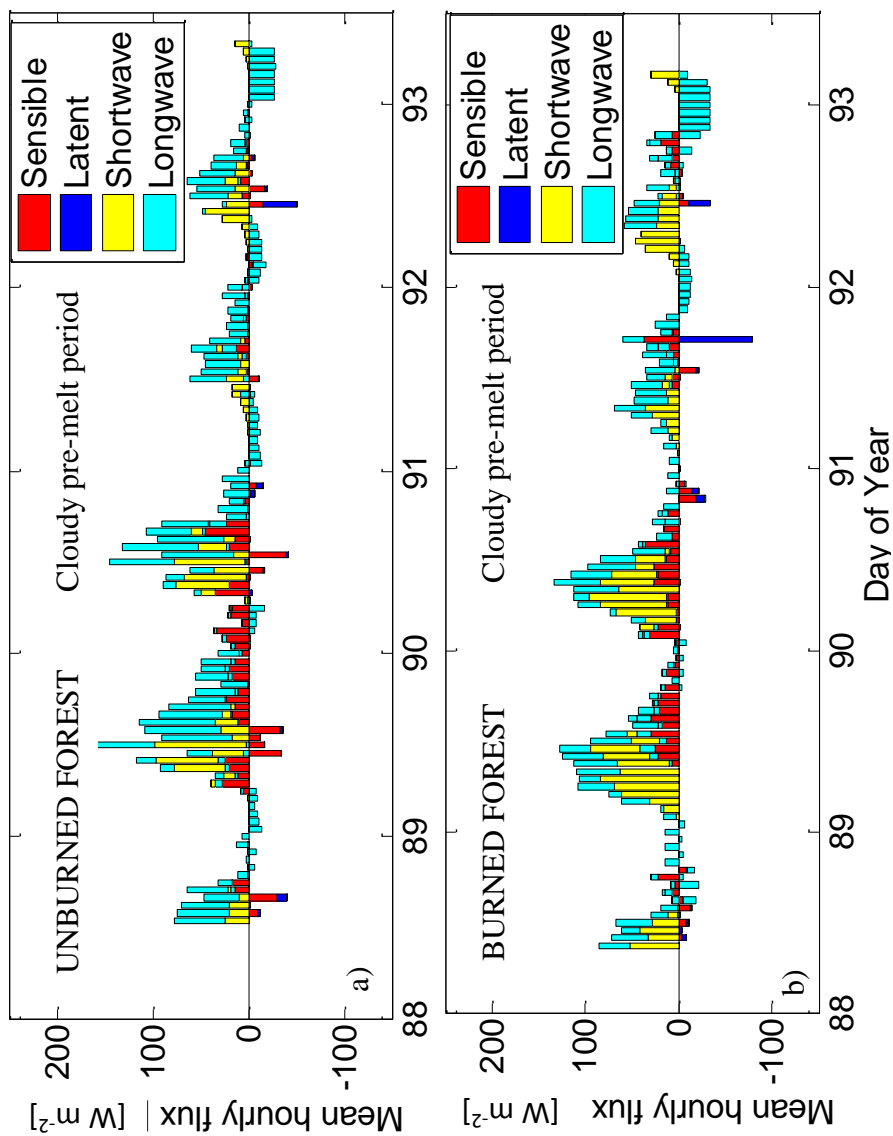 UNBURNED FOREST
Cloudy pre-melt period
Sensible
Latent
Shortwave
Longwave
200
100
0
-100
Mean hourly flux
[W m-2]
a)
88
89
90
91
92
93
BURNED FOREST
Cloudy pre-melt period
Sensible
Latent
Shortwave
Longwave
200
100
0
-100
Mean hourly flux
[W m-2]
b)
88
89
90
91
92
93
Day of Year